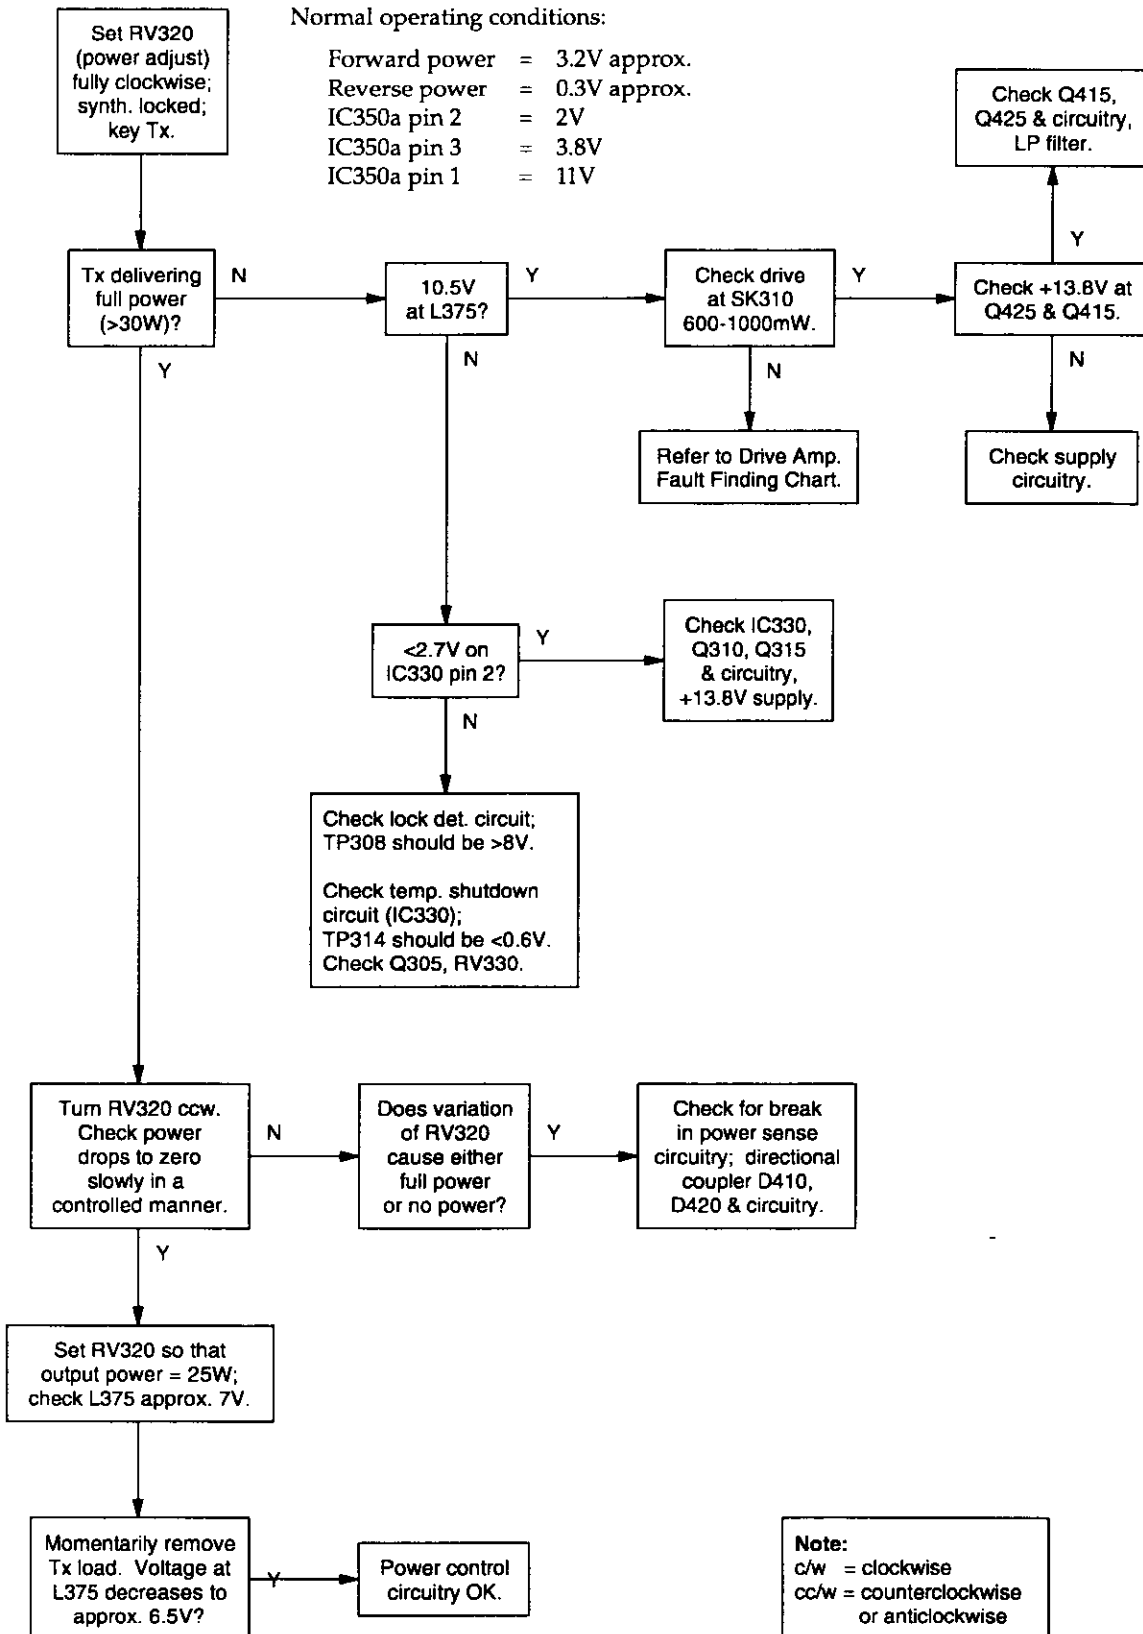 Normal operating conditions:
Forward power = 3.2V approx.
Reverse power = 0.3V approx.
IC350a pin 2 = 2V
IC350a pin 3 = 3.8V
IC350a pin 1 = 11V
Set RV320
(power adjust)
fully clockwise;
synth. locked;
key Tx.
Tx delivering
full power
(>30W)?
N
Y
10.5V
at L375?
Y
N
Check drive
at SK310
600-1000mW.
Y
N
Check Q415,
Q425 & circuitry,
LP filter.
Y
Check +13.8V at
Q425 & Q415.
N
Refer to Drive Amp.
Fault Finding Chart.
Check supply
circuitry.
<2.7V on
IC330 pin 2?
Y
N
Check IC330,
Q310, Q315
& circuitry,
+13.8V supply.
Check lock det. circuit;
TP308 should be >8V.
Check temp. shutdown
circuit (IC330);
TP314 should be <0.6V.
Check Q305, RV330.
Turn RV320 ccw.
Check power
drops to zero
slowly in a
controlled manner.
N
Y
Does variation
of RV320
cause either
full power
or no power?
Y
Check for break
in power sense
circuitry; directional
coupler D410,
D420 & circuitry.
Set RV320 so that
output power = 25W;
check L375 approx. 7V.
Momentarily remove
Tx load. Voltage at
L375 decreases to
approx. 6.5V?
Y
Power control
circuitry OK.
Note:
c/w = clockwise
cc/w = counterclockwise
or anticlockwise